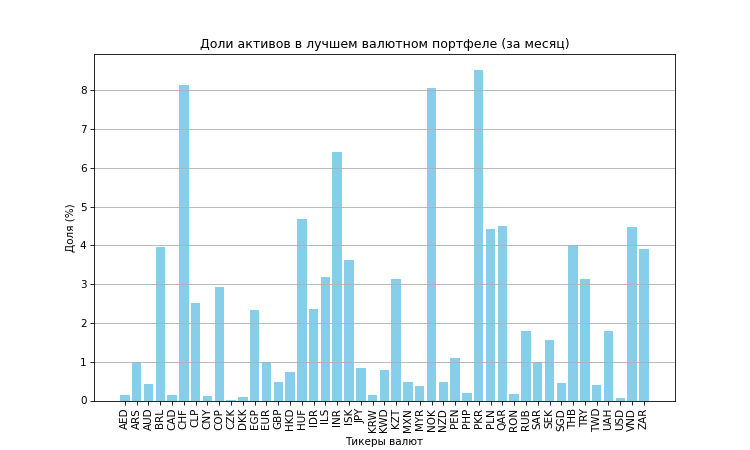 Доли активов в лучшем валютном портфеле (за месяц)
Доля (%)
8
7
6
5
4
3
2
1
0
AED ARS AUD BRL CAD CHF CLP CNY COP CZK DKK EGP EUR GBP HKD HUF IDR ILS INR ISK JPY KRW KWD KZT MXN MYR NOK NZD PEN PHP PKR PLN QAR RON RUB SAR SEK SGD THB TRY TWD UAH USD VND ZAR
Тикеры валют